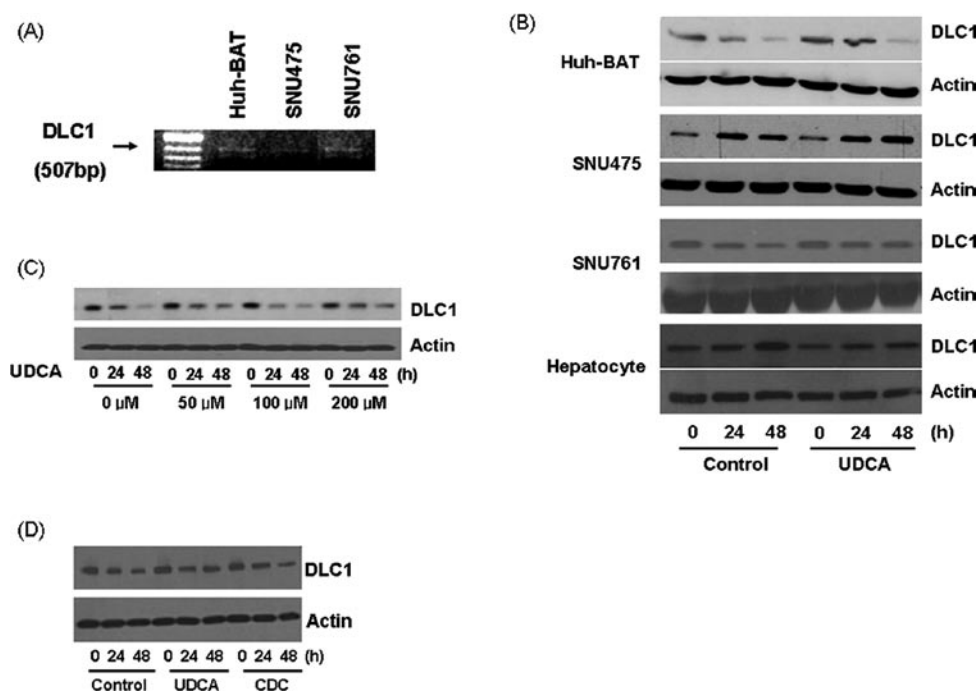 (A)
Huh-BAT
SNU475
SNU761
DLC1
(507bp)
(B)
Huh-BAT
DLC1
Actin
SNU475
DLC1
Actin
SNU761
DLC1
Actin
Hepatocyte
DLC1
Actin
0 24 48 0 24 48 (h)
Control UDCA
(C)
DLC1
Actin
UDCA 0 24 48 0 24 48 0 24 48 0 24 48 (h)
0 µM 50 µM 100 µM 200 µM
(D)
DLC1
Actin
0 24 48 0 24 48 0 24 48 (h)
Control UDCA CDC